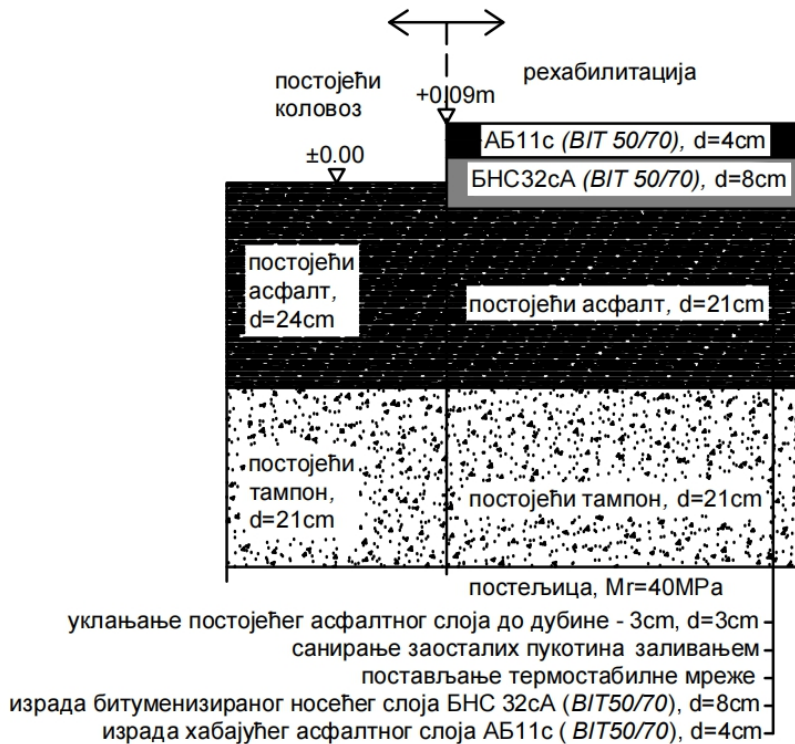 постојећи
коловоз
рехабилитација
+0.09m
±0.00
АБ11с (BIT 50/70), d=4cm
БНС32сА (BIT 50/70), d=8cm
постојећи
асфалт,
d=24cm
постојећи асфалт, d=21cm
постојећи
тампон,
d=21cm
постојећи тампон, d=21cm
постељица, Mr=40MPa
уклањање постојећег асфалтног слоја до дубине - 3cm, d=3cm
санирање заосталих пукотина заливањем
постављање термостабилне мреже
израда битуменизираног носећег слоја БНС 32сА (BIT50/70), d=8cm
израда хабајућег асфалтног слоја АБ11с ( BIT50/70), d=4cm